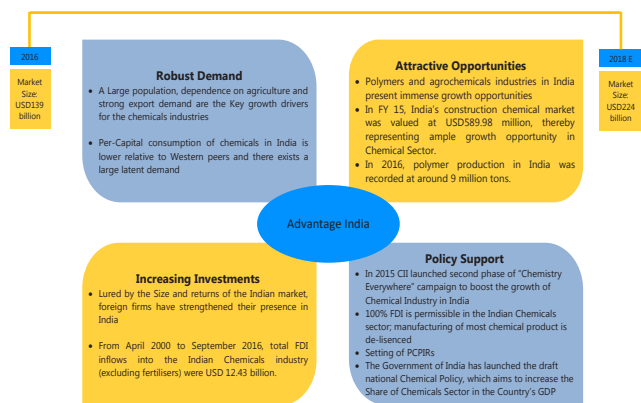 2016
Market
Size:
USD139
billion
Robust Demand
• A Large population, dependence on agriculture and
strong export demand are the Key growth drivers
for the chemicals industries
• Per-Capital consumption of chemicals in India is
lower relative to Western peers and there exists a
large latent demand
Attractive Opportunities
• Polymers and agrochemicals industries in India
present immense growth opportunities
• In FY 15, India's construction chemical market
was valued at USD589.98 million, thereby
representing ample growth opportunity in
Chemical Sector.
• In 2016, polymer production in India was
recorded at around 9 million tons.
2018 E
Market
Size:
USD224
billion
Advantage India
Increasing Investments
• Lured by the Size and returns of the Indian market,
foreign firms have strengthened their presence in
India
• From April 2000 to September 2016, total FDI
inflows into the Indian Chemicals industry
(excluding fertilisers) were USD 12.43 billion.
Policy Support
• In 2015 CII launched second phase of "Chemistry
Everywhere" campaign to boost the growth of
Chemical Industry in India
• 100% FDI is permissible in the Indian Chemicals
sector; manufacturing of most chemical product is
de-lisenced
• Setting of PCPIRs
• The Government of India has launched the draft
national Chemical Policy, which aims to increase the
Share of Chemicals Sector in the Country's GDP